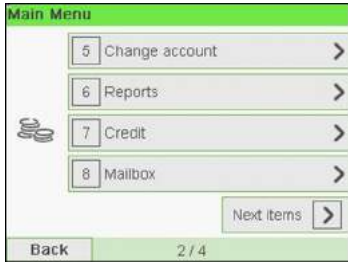 Main Menu
5 Change account
6 Reports
7 Credit
8 Mailbox
Next items
Back 2/4